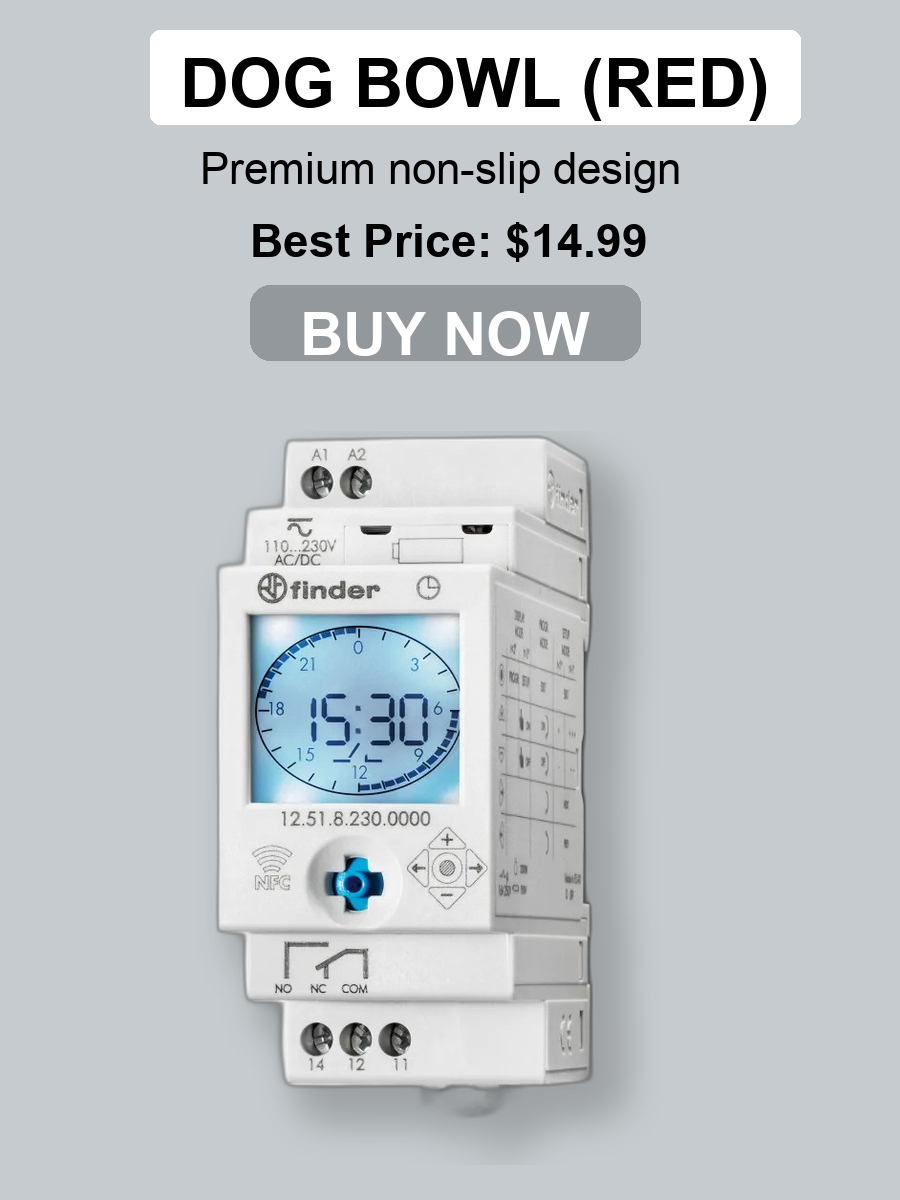 DOG BOWL (RED)
Premium non-slip design
Best Price: $14.99
BUY NOW
A1 A2
finder
110...230V
AC/DC
finder
0
21 3
15:30
18 6
15 9
12
12.51.8.230.0000
+
NFC
−
NO NC COM
14 12 11